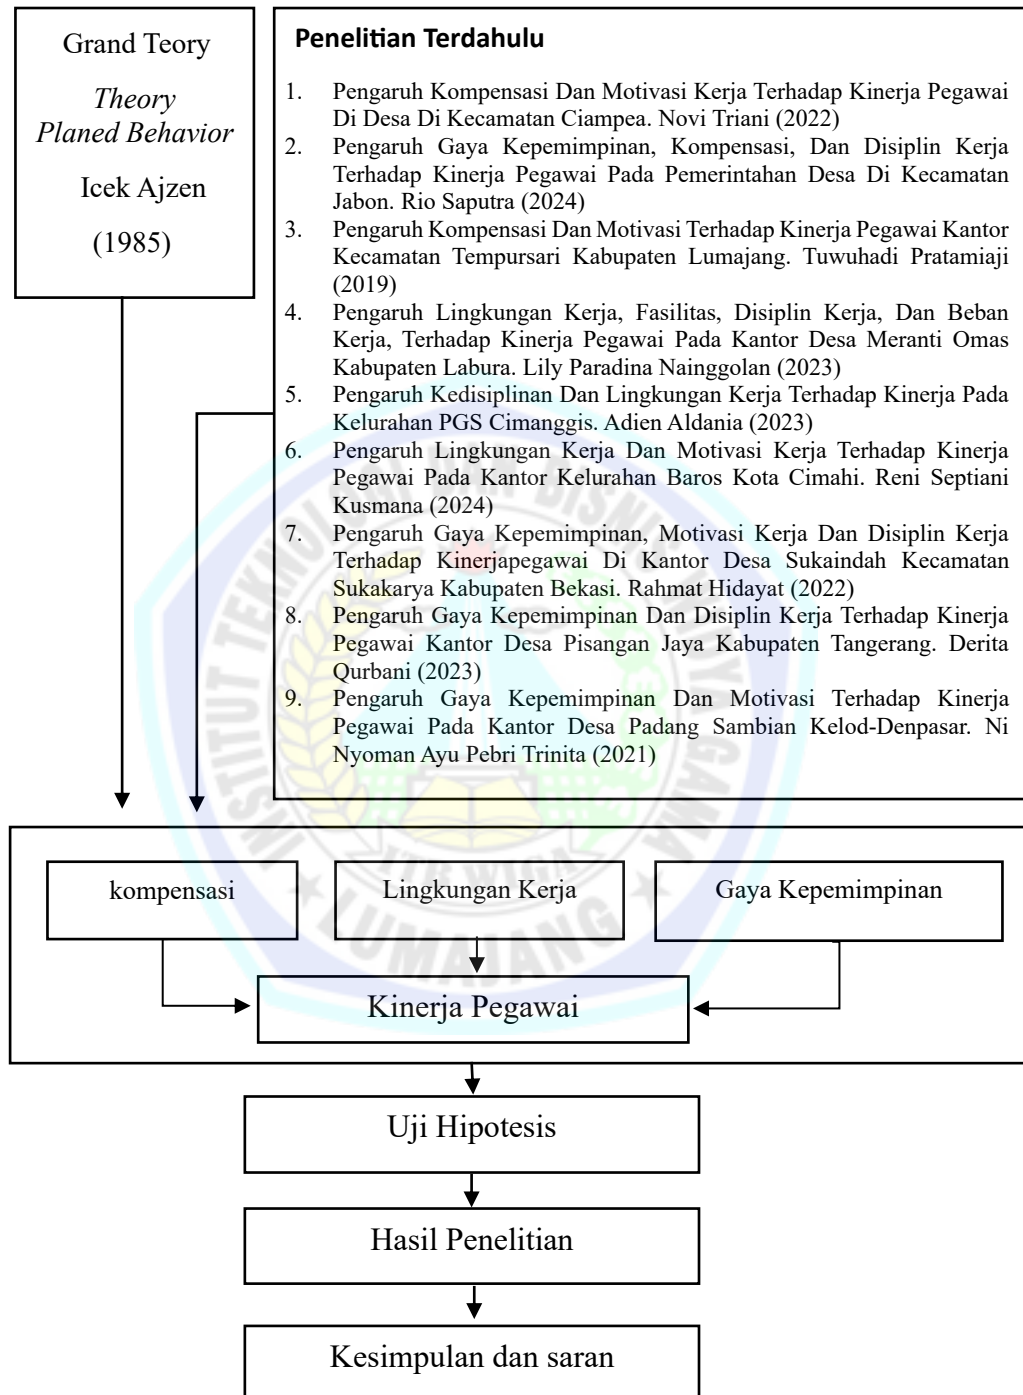 Grand Teory
Theory
Planed Behavior
Icek Ajzen
(1985)
Penelitian Terdahulu
1. Pengaruh Kompensasi Dan Motivasi Kerja Terhadap Kinerja Pegawai
Di Desa Di Kecamatan Ciampea. Novi Triani (2022)
2. Pengaruh Gaya Kepemimpinan, Kompensasi, Dan Disiplin Kerja
Terhadap Kinerja Pegawai Pada Pemerintahan Desa Di Kecamatan
Jabon. Rio Saputra (2024)
3. Pengaruh Kompensasi Dan Motivasi Terhadap Kinerja Pegawai Kantor
Kecamatan Tempursari Kabupaten Lumajang. Tuwuhadi Pratamiaji
(2019)
4. Pengaruh Lingkungan Kerja, Fasilitas, Disiplin Kerja, Dan Beban
Kerja, Terhadap Kinerja Pegawai Pada Kantor Desa Meranti Omas
Kabupaten Labura. Lily Paradina Nainggolan (2023)
5. Pengaruh Kedisiplinan Dan Lingkungan Kerja Terhadap Kinerja Pada
Kelurahan PGS Cimanggis. Adien Aldania (2023)
6. Pengaruh Lingkungan Kerja Dan Motivasi Kerja Terhadap Kinerja
Pegawai Pada Kantor Kelurahan Baros Kota Cimahi. Reni Septiani
Kusmana (2024)
7. Pengaruh Gaya Kepemimpinan, Motivasi Kerja Dan Disiplin Kerja
Terhadap Kinerjapegawai Di Kantor Desa Sukaindah Kecamatan
Sukakarya Kabupaten Bekasi. Rahmat Hidayat (2022)
8. Pengaruh Gaya Kepemimpinan Dan Disiplin Kerja Terhadap Kinerja
Pegawai Kantor Desa Pisangan Jaya Kabupaten Tangerang. Derita
Qurbani (2023)
9. Pengaruh Gaya Kepemimpinan Dan Motivasi Terhadap Kinerja
Pegawai Pada Kantor Desa Padang Sambian Kelod-Denpasar. Ni
Nyoman Ayu Pebri Trinita (2021)
INSTITUT TEKNOLOGI DAN BISNIS WIDYA GAMA
ITB WIGA
LUMAJANG
kompensasi
Lingkungan Kerja
Gaya Kepemimpinan
Kinerja Pegawai
Uji Hipotesis
Hasil Penelitian
Kesimpulan dan saran